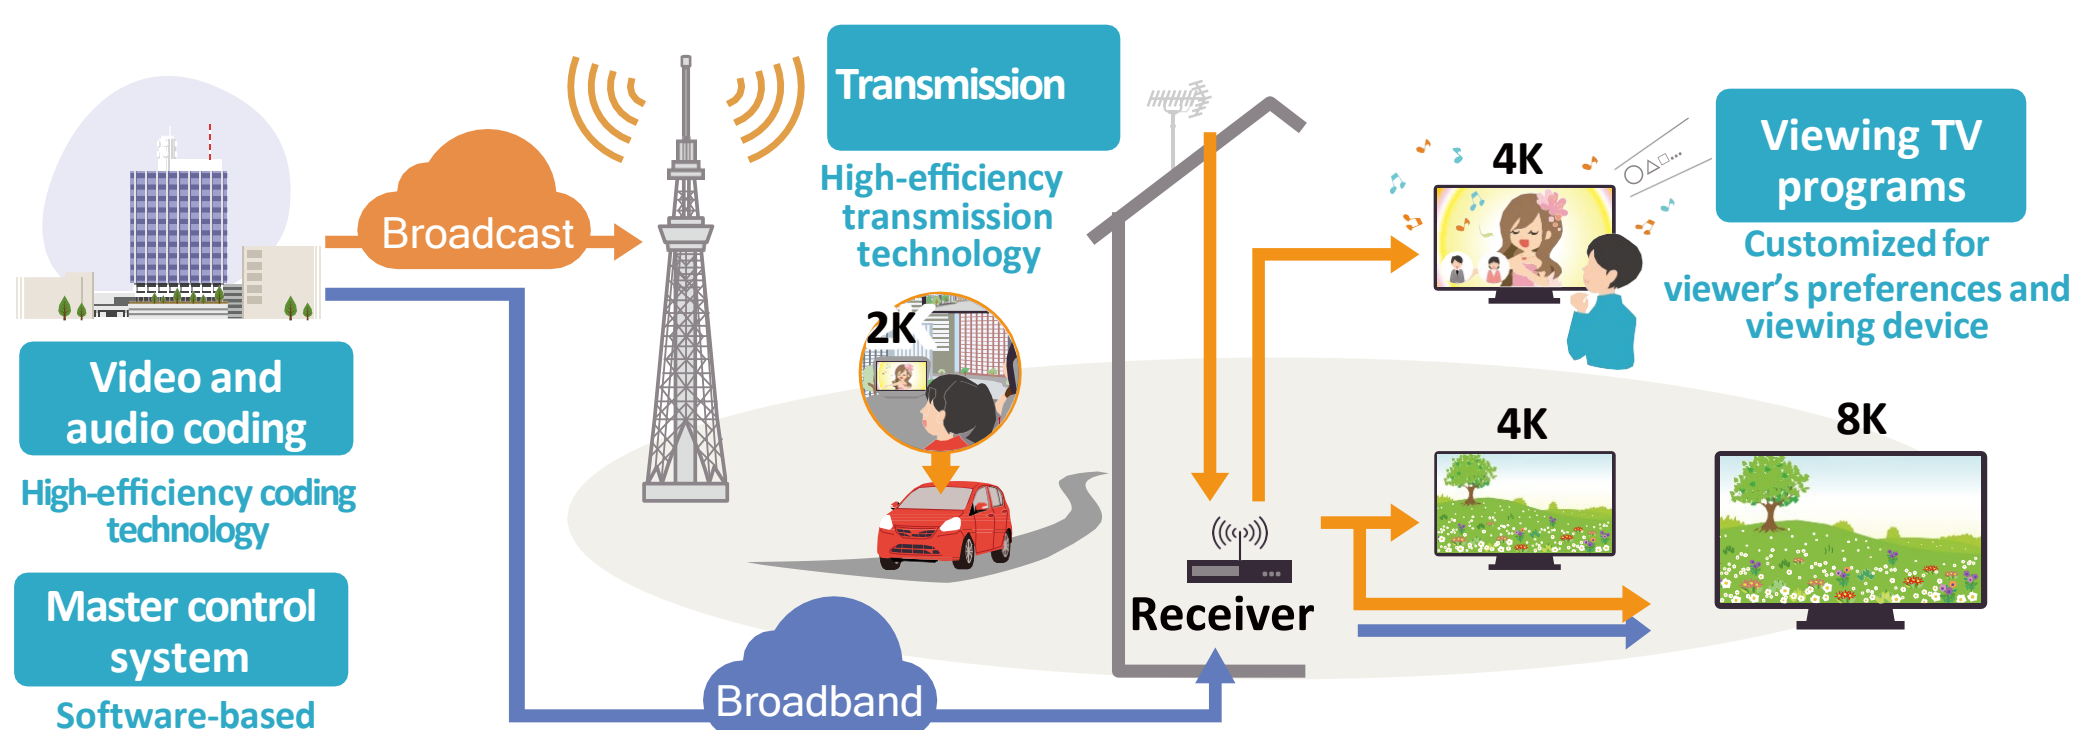 Broadcast
Video and
audio coding
High-efficiency coding
technology
Master control
system
Software-based
Transmission
High-efficiency
transmission
technology
2K
Broadband
Receiver
4K
Viewing TV
programs
Customized for
viewer's preferences and
viewing device
4K
8K